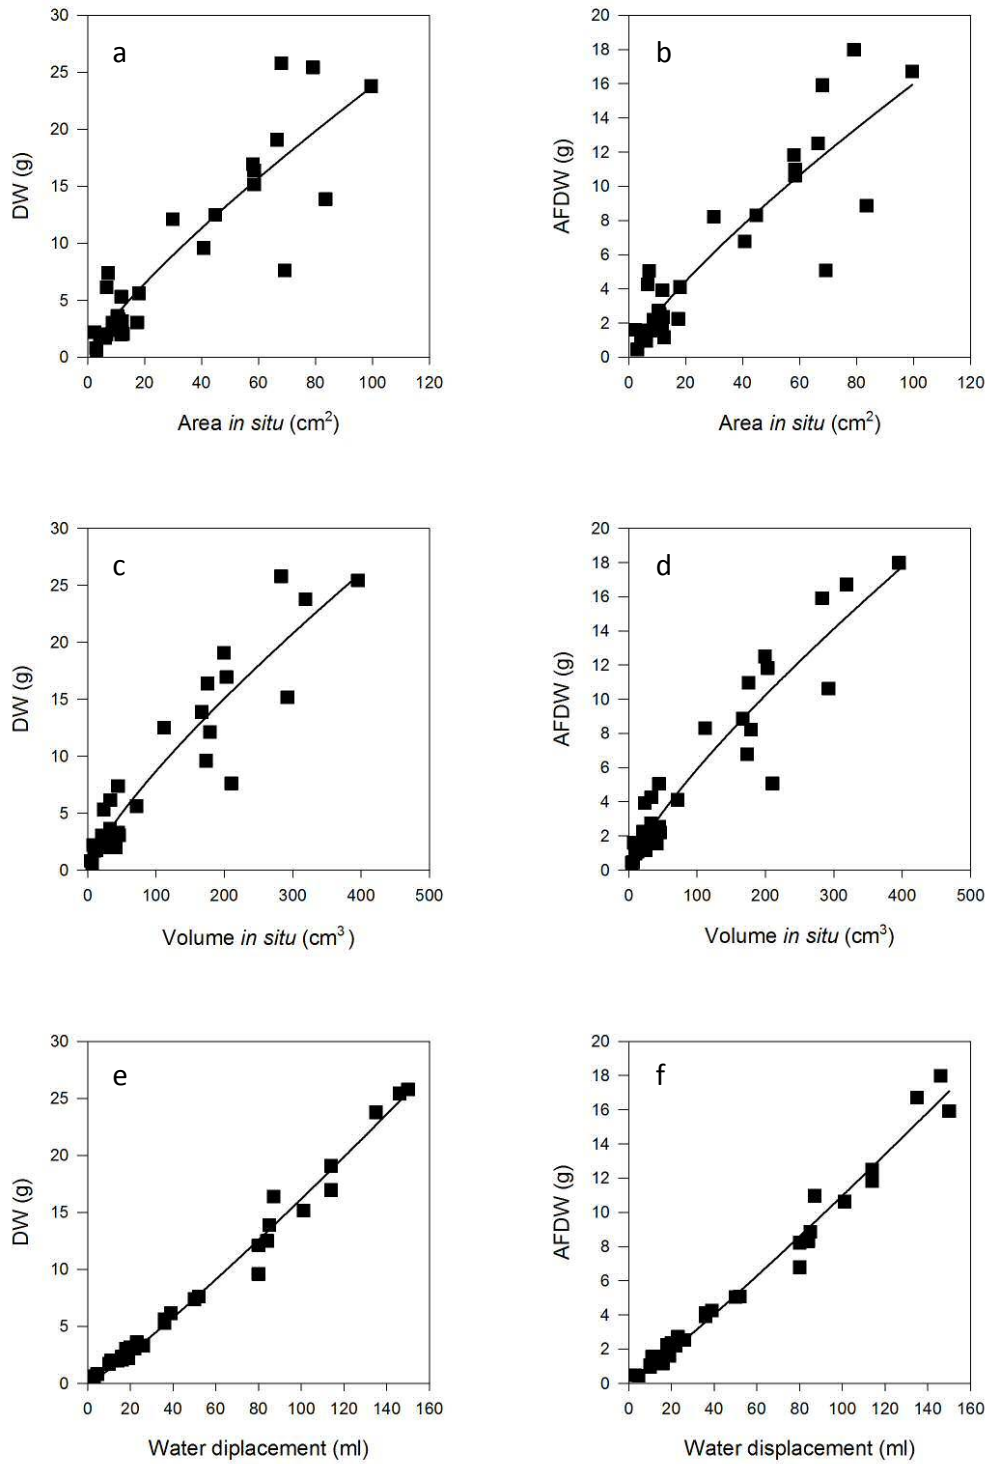 a
DW (g)
30
25
20
15
10
5
0
0 20 40 60 80 100 120
Area in situ (cm²)
b
AFDW (g)
20
18
16
14
12
10
8
6
4
2
0
0 20 40 60 80 100 120
Area in situ (cm²)
c
DW (g)
30
25
20
15
10
5
0
0 100 200 300 400 500
Volume in situ (cm³)
d
AFDW (g)
20
18
16
14
12
10
8
6
4
2
0
0 100 200 300 400 500
Volume in situ (cm³)
e
DW (g)
30
25
20
15
10
5
0
0 20 40 60 80 100 120 140 160
Water diplacement (ml)
f
AFDW (g)
20
18
16
14
12
10
8
6
4
2
0
0 20 40 60 80 100 120 140 160
Water displacement (ml)